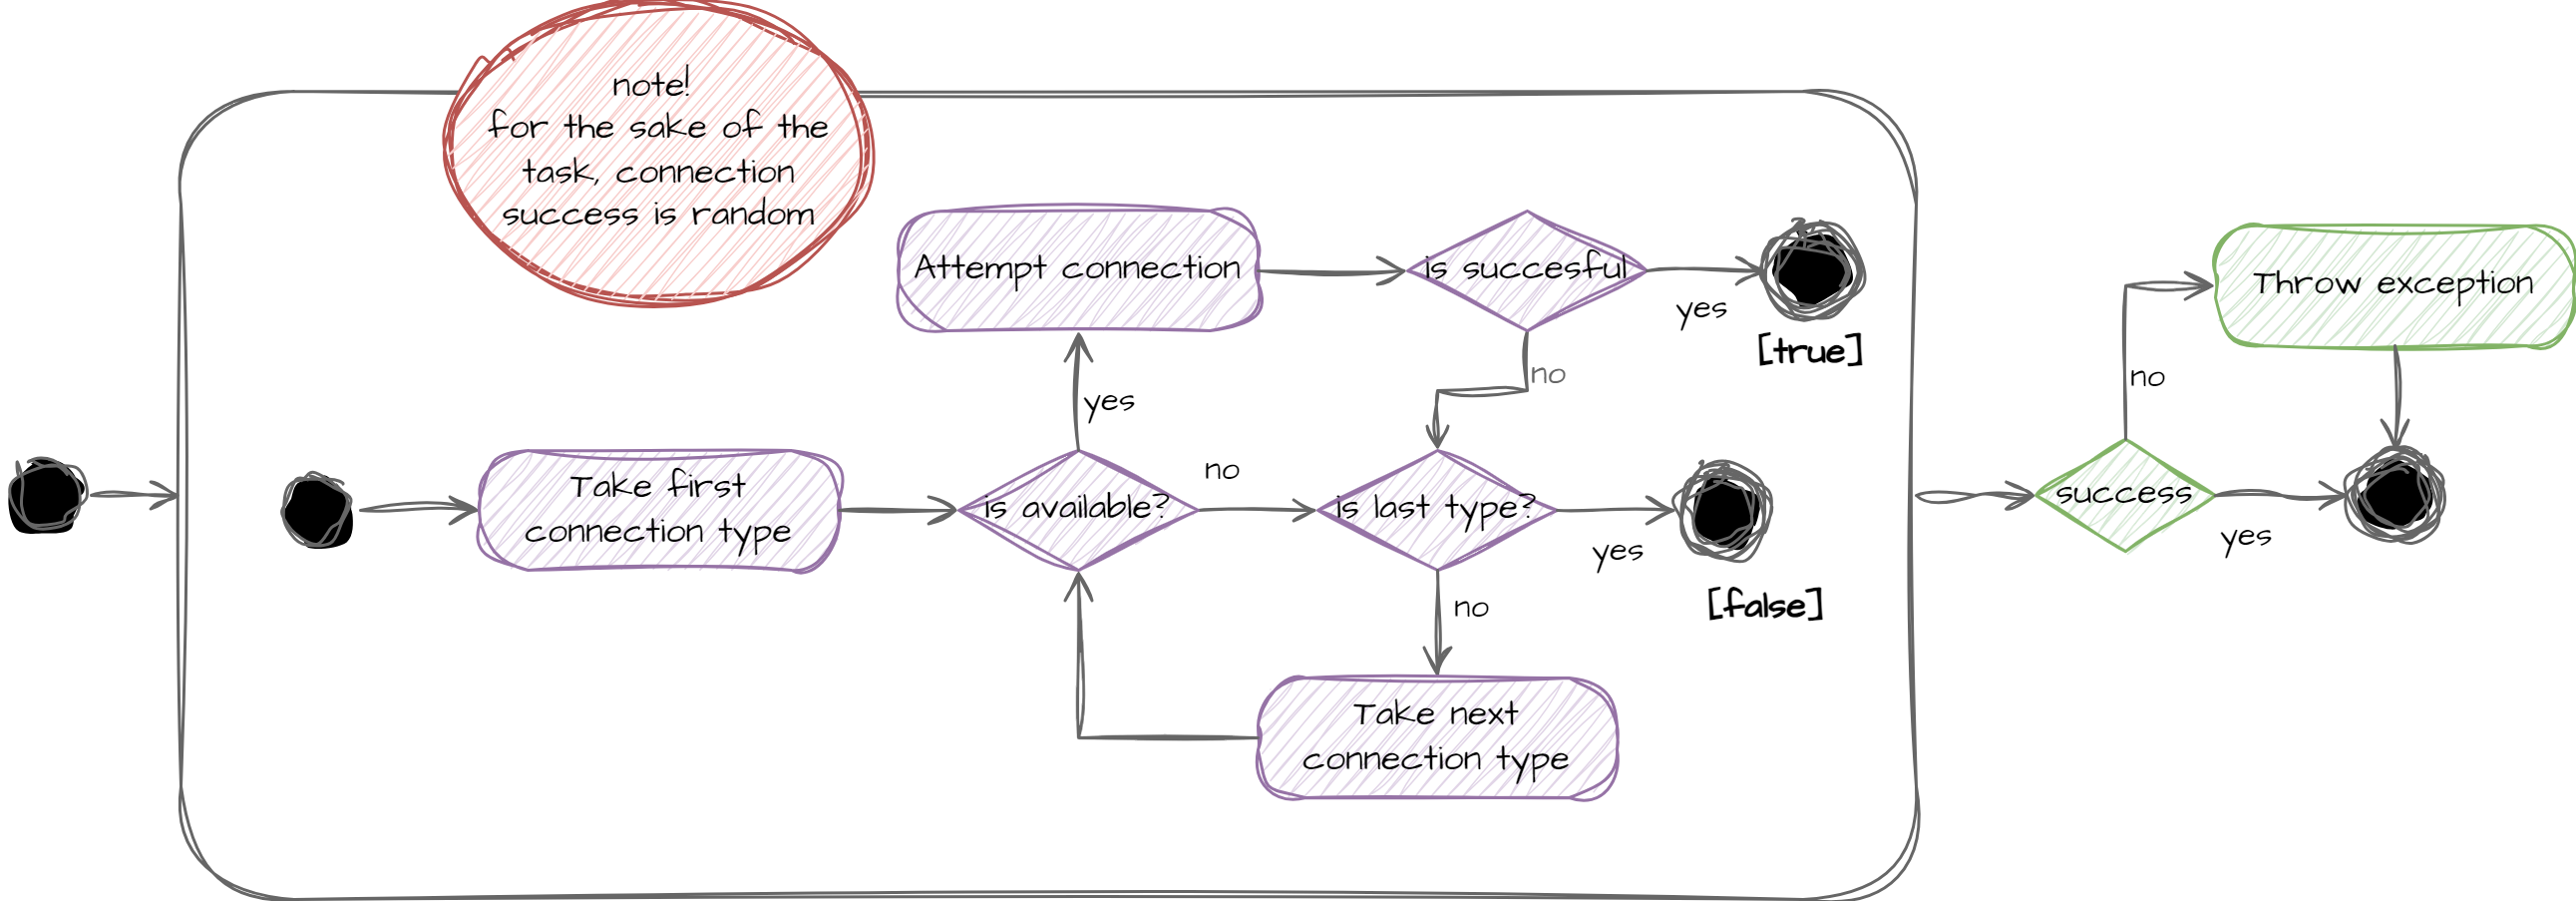 note!
for the sake of the
task, connection
success is random
Attempt connection
is succesful
yes
[true]
no
Throw exception
no
yes
Take first
connection type
is available?
no
is last type?
yes
[false]
success
yes
no
Take next
connection type